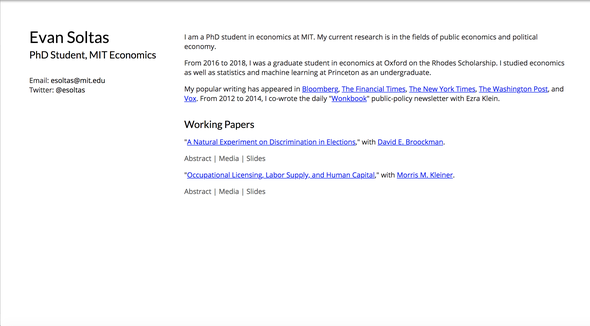 Evan Soltas
PhD Student, MIT Economics
Email: esoltas@mit.edu
Twitter: @esoltas
I am a PhD student in economics at MIT. My current research is in the fields of public economics and political
economy.
From 2016 to 2018, I was a graduate student in economics at Oxford on the Rhodes Scholarship. I studied economics
as well as statistics and machine learning at Princeton as an undergraduate.
My popular writing has appeared in Bloomberg, The Financial Times, The New York Times, The Washington Post, and
Vox. From 2012 to 2014, I co-wrote the daily "Wonkbook" public-policy newsletter with Ezra Klein.
Working Papers
"A Natural Experiment on Discrimination in Elections," with David E. Broockman.
Abstract | Media | Slides
"Occupational Licensing, Labor Supply, and Human Capital," with Morris M. Kleiner.
Abstract | Media | Slides